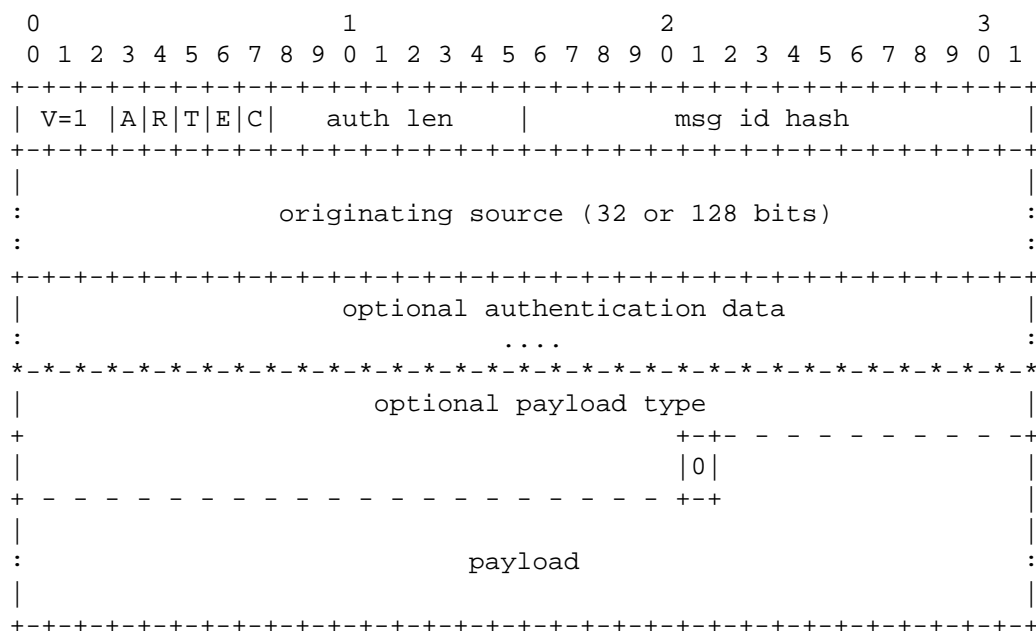 0                   1                   2                   3
 0 1 2 3 4 5 6 7 8 9 0 1 2 3 4 5 6 7 8 9 0 1 2 3 4 5 6 7 8 9 0 1
+-+-+-+-+-+-+-+-+-+-+-+-+-+-+-+-+-+-+-+-+-+-+-+-+-+-+-+-+-+-+-+-+
| V=1 |A|R|T|E|C|   auth len    |         msg id hash           |
+-+-+-+-+-+-+-+-+-+-+-+-+-+-+-+-+-+-+-+-+-+-+-+-+-+-+-+-+-+-+-+-+
|                                                               |
:                originating source (32 or 128 bits)            :
:                                                               :
+-+-+-+-+-+-+-+-+-+-+-+-+-+-+-+-+-+-+-+-+-+-+-+-+-+-+-+-+-+-+-+-+
|                    optional authentication data               |
:                              ....                             :
*-*-*-*-*-*-*-*-*-*-*-*-*-*-*-*-*-*-*-*-*-*-*-*-*-*-*-*-*-*-*-*-*
|                      optional payload type                    |
+                                         +-+- - - - - - - - - -+
|                                         |0|                   |
+ - - - - - - - - - - - - - - - - - - - - +-+                   |
|                                                               |
:                            payload                            :
|                                                               |
+-+-+-+-+-+-+-+-+-+-+-+-+-+-+-+-+-+-+-+-+-+-+-+-+-+-+-+-+-+-+-+-+